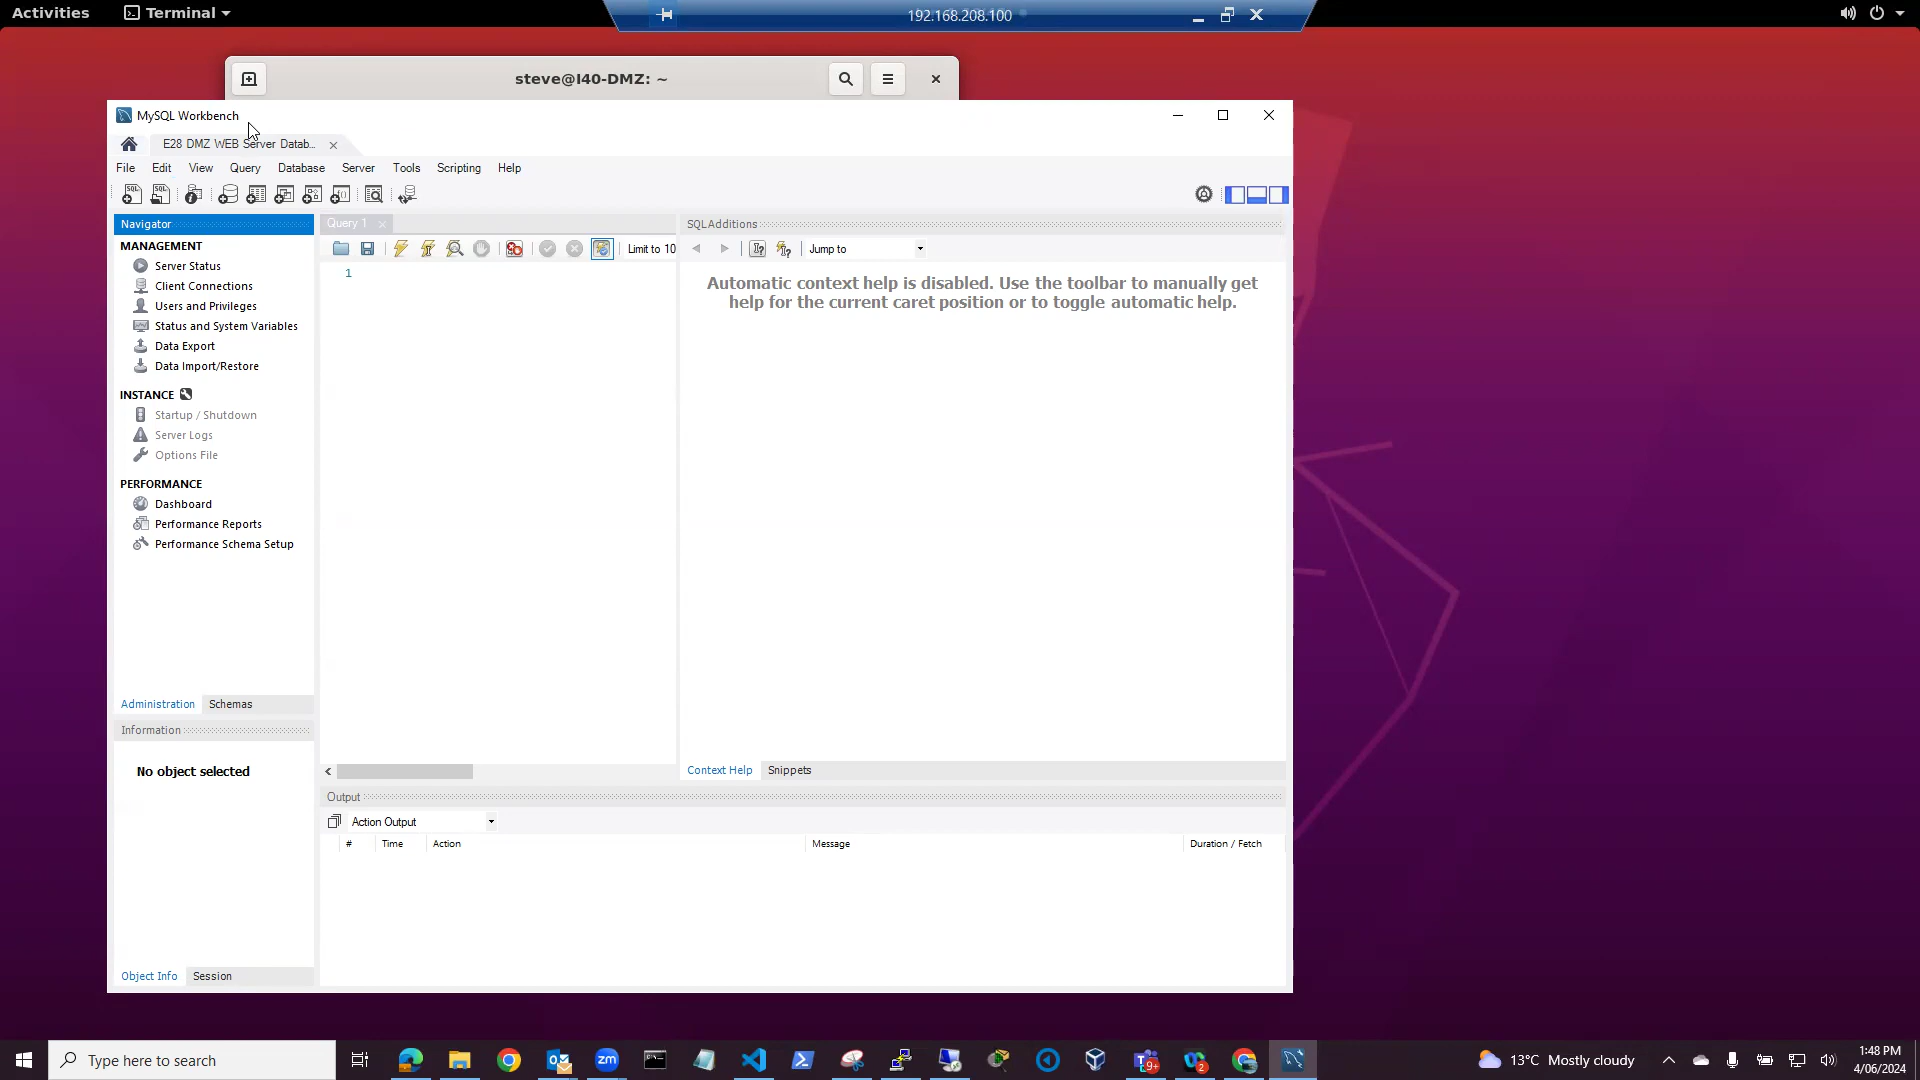 Activities
Terminal
192.168.208.100
steve@I40-DMZ: ~
MySQL Workbench
E28 DMZ WEB Server Datab...
File Edit View Query Database Server Tools Scripting Help
Navigator
MANAGEMENT
Server Status
Client Connections
Users and Privileges
Status and System Variables
Data Export
Data Import/Restore
INSTANCE
Startup / Shutdown
Server Logs
Options File
PERFORMANCE
Dashboard
Performance Reports
Performance Schema Setup
Administration Schemas
Information
No object selected
Object Info Session
Query 1
Limit to 10
1
SQLAdditions
Jump to
Automatic context help is disabled. Use the toolbar to manually get
help for the current caret position or to toggle automatic help.
Context Help Snippets
Output
Action Output
# Time Action Message Duration / Fetch
Type here to search
zm
9+
2
13°C Mostly cloudy
1:48 PM
4/06/2024